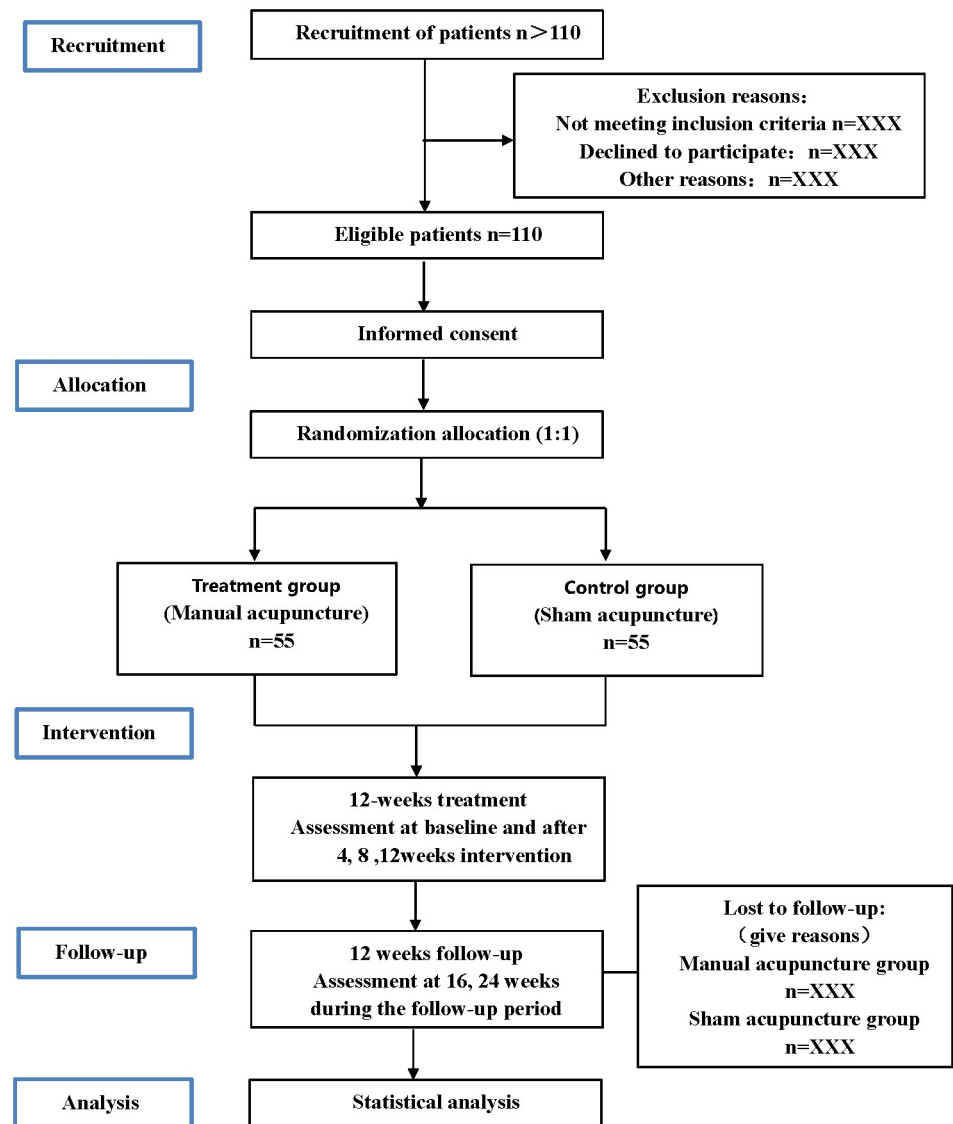 Recruitment
Recruitment of patients n＞110
Exclusion reasons：
Not meeting inclusion criteria n=XXX
Declined to participate：n=XXX
Other reasons：n=XXX
Eligible patients n=110
Informed consent
Allocation
Randomization allocation (1:1)
Treatment group
(Manual acupuncture)
n=55
Control group
(Sham acupuncture)
n=55
Intervention
12-weeks treatment
Assessment at baseline and after
4, 8 ,12weeks intervention
Follow-up
12 weeks follow-up
Assessment at 16, 24 weeks
during the follow-up period
Lost to follow-up:
（give reasons）
Manual acupuncture group
n=XXX
Sham acupuncture group
n=XXX
Analysis
Statistical analysis